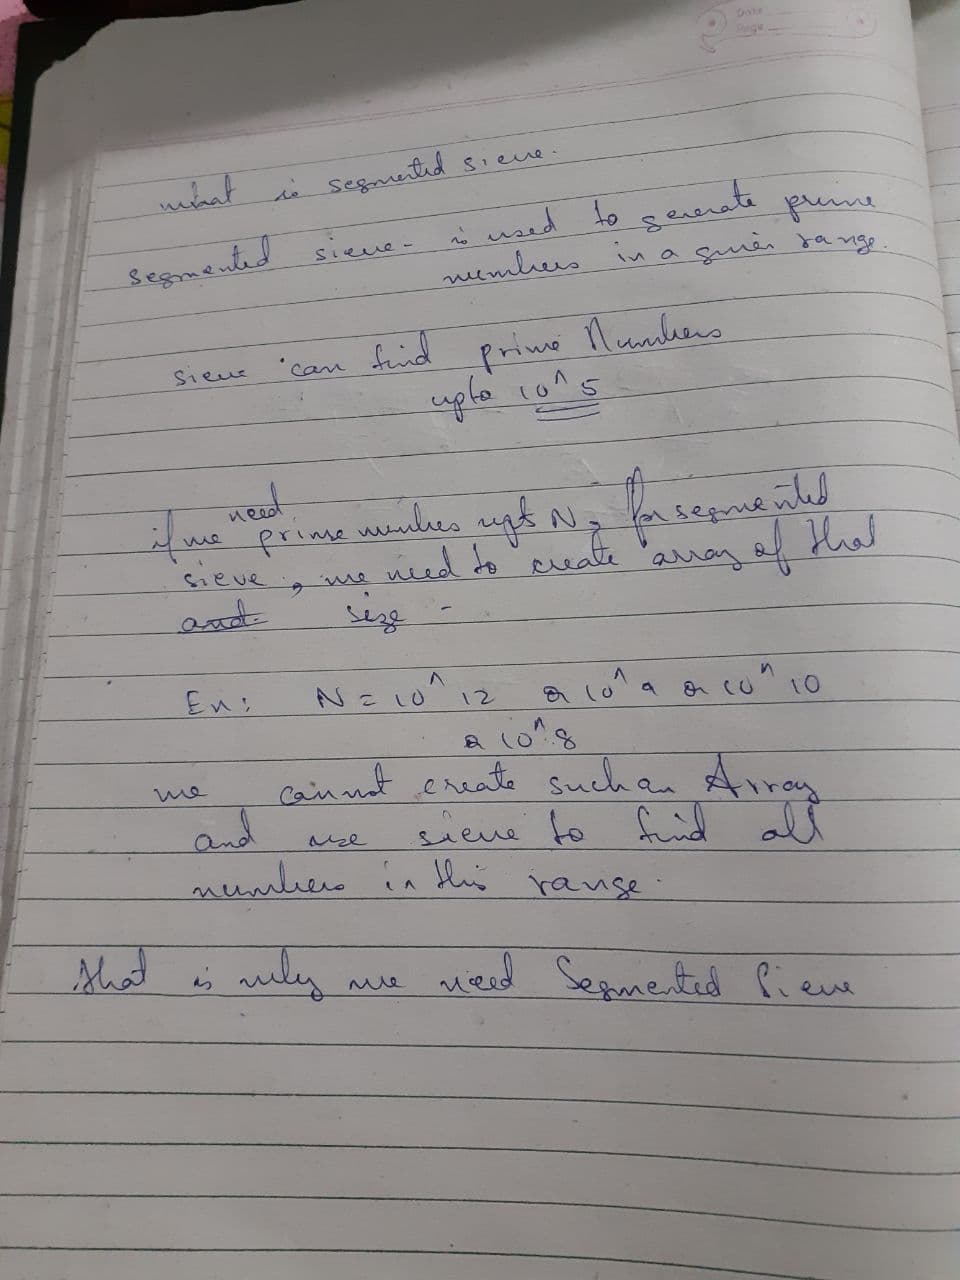 Date
Page
what is segmented sieve.
segmented sieve - is used to generate prime
numbers in a given range.
sieve can find prime Numbers
upto 10^5
need
if we prime numbers upto N, for segmented
sieve, we need to create array of that
and size -
Ex: N = 10^12 or 10^9 or 10^10
or 10^8
we cannot create such an Array
and use sieve to find all
numbers in this range.
that is why we need Segmented Sieve